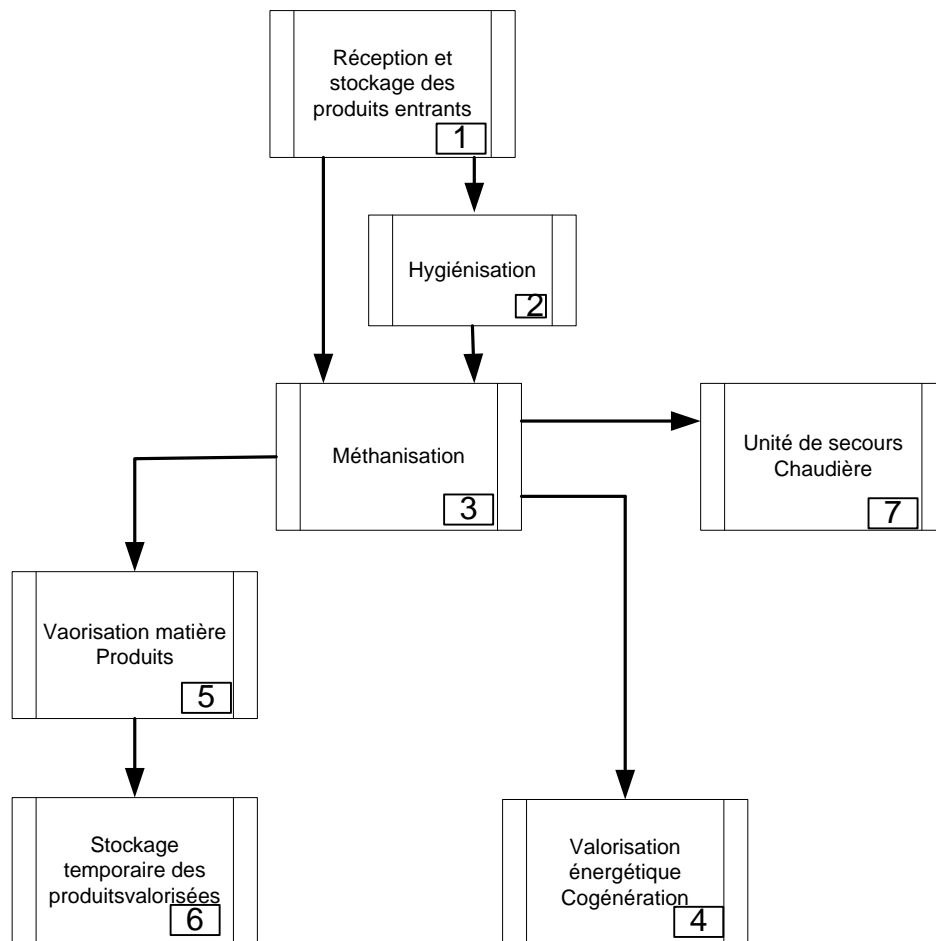 Réception et
stockage des
produits entrants
1
Hygiénisation
2
Méthanisation
3
Unité de secours
Chaudière
7
Vaorisation matière
Produits
5
Stockage
temporaire des
produitsvalorisées
6
Valorisation
énergétique
Cogénération
4